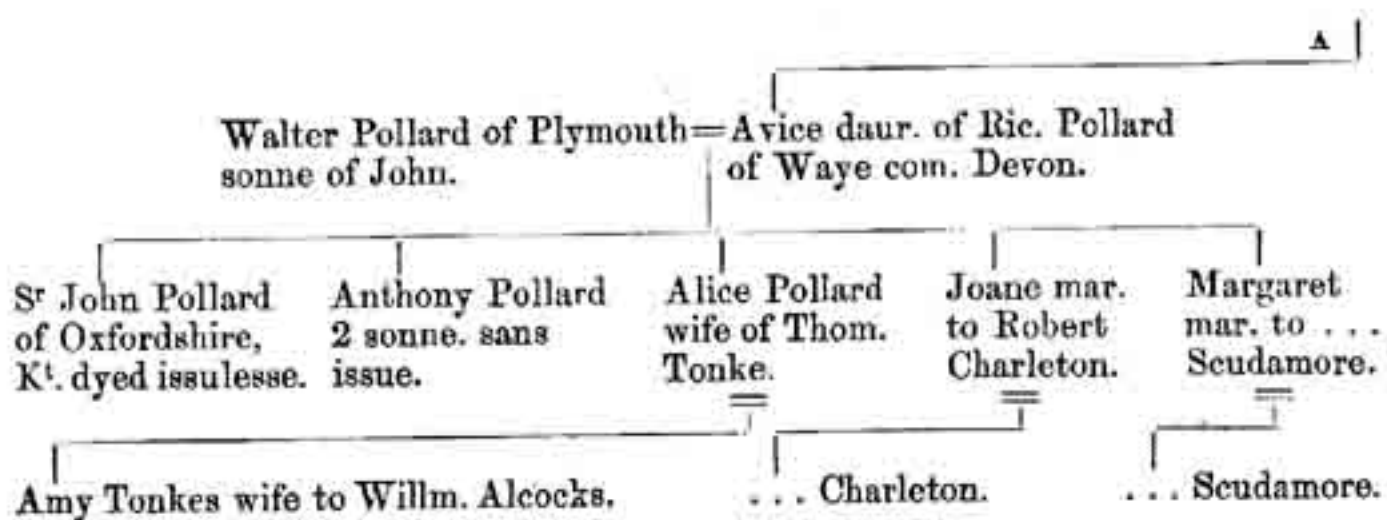 A
Walter Pollard of Plymouth=Avice daur. of Ric. Pollard
sonne of John.
of Waye com. Devon.
Sr John Pollard
of Oxfordshire,
Kt. dyed issulesse.
Anthony Pollard
2 sonne. sans
issue.
Alice Pollard
wife of Thom.
Tonke.
Joane mar.
to Robert
Charleton.
Margaret
mar. to . . .
Scudamore.
Amy Tonkes wife to Willm. Alcocks.
. . . Charleton.
. . . Scudamore.